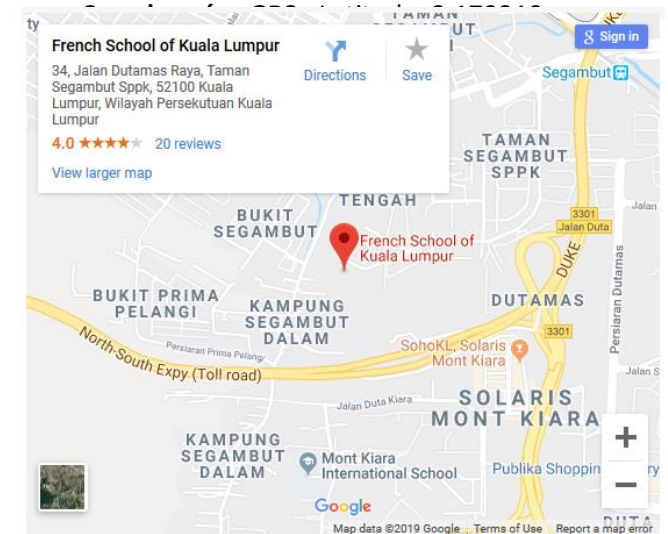 French School of Kuala Lumpur
34, Jalan Dutamas Raya, Taman
Segambut Sppk, 52100 Kuala
Lumpur, Wilayah Persekutuan Kuala
Lumpur
4.0 20 reviews
View larger map
Directions
Save
Sign in
Segambut
TAMAN
SEGAMBUT
SPPK
TENGAH
BUKIT
SEGAMBUT
French School of
Kuala Lumpur
3301
Jalan Duta
Jalan
DUKE
BUKIT PRIMA
PELANGI
KAMPUNG
SEGAMBUT
DALAM
DUTAMAS
Persiaran Dutamas
3301
North-South Expy (Toll road)
Persiaran Prima Pelangi
SohoKL, Solaris
Mont Kiara
Jalan Duta Kiara
Jalan S
SOLARIS
MONT KIARA
KAMPUNG
SEGAMBUT
DALAM
Mont Kiara
International School
Publika Shopping
Google
DUTA
Map data ©2019 Google Terms of Use Report a map error